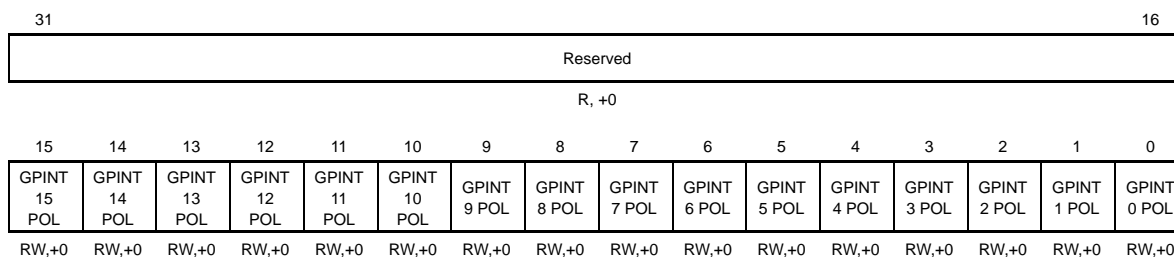 31 16
Reserved
R, +0
15 14 13 12 11 10 9 8 7 6 5 4 3 2 1 0
GPINT 15 POL GPINT 14 POL GPINT 13 POL GPINT 12 POL GPINT 11 POL GPINT 10 POL GPINT 9 POL GPINT 8 POL GPINT 7 POL GPINT 6 POL GPINT 5 POL GPINT 4 POL GPINT 3 POL GPINT 2 POL GPINT 1 POL GPINT 0 POL
RW,+0 RW,+0 RW,+0 RW,+0 RW,+0 RW,+0 RW,+0 RW,+0 RW,+0 RW,+0 RW,+0 RW,+0 RW,+0 RW,+0 RW,+0 RW,+0